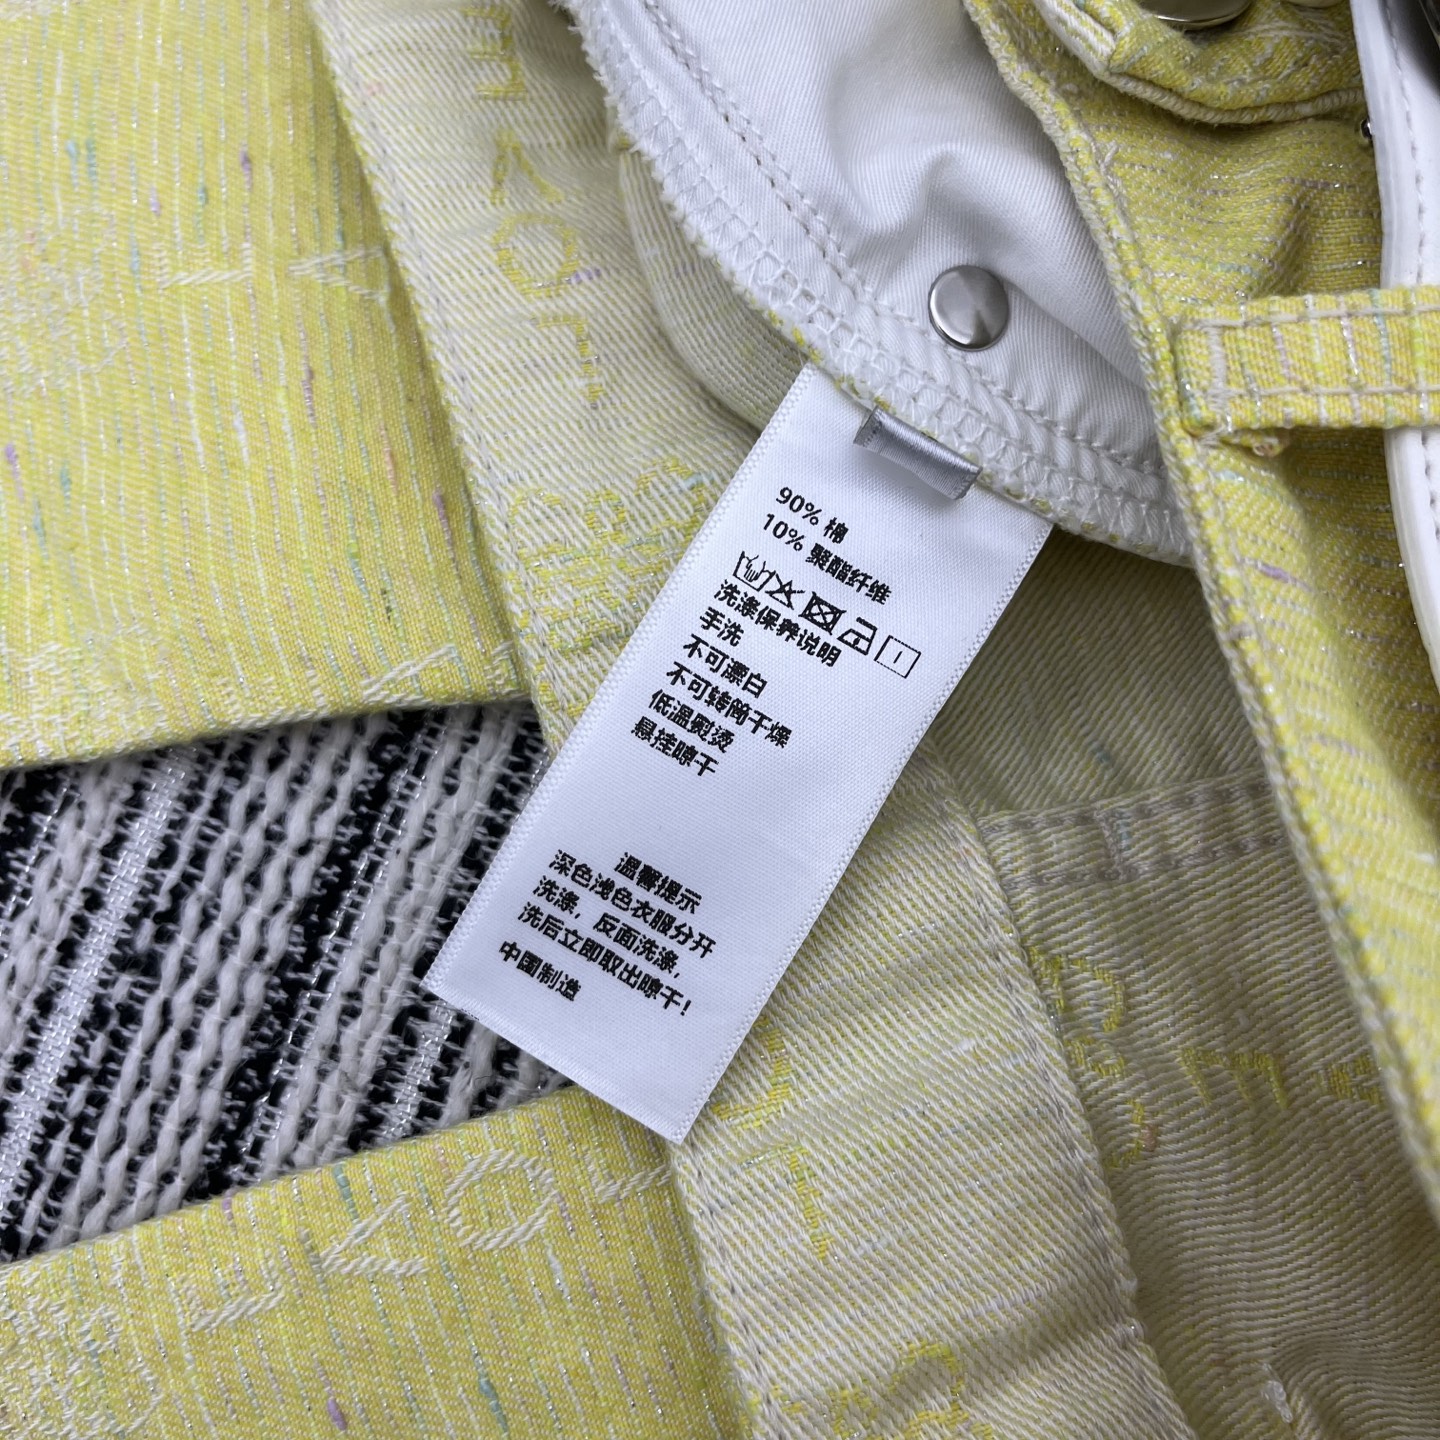 90% 棉
10% 聚酯纤维
洗涤保养说明
手洗
不可漂白
不可转筒干燥
低温熨烫
悬挂晾干
温馨提示
深色浅色衣服分开
洗涤，反面洗涤，
洗后立即取出晾干！
中国制造